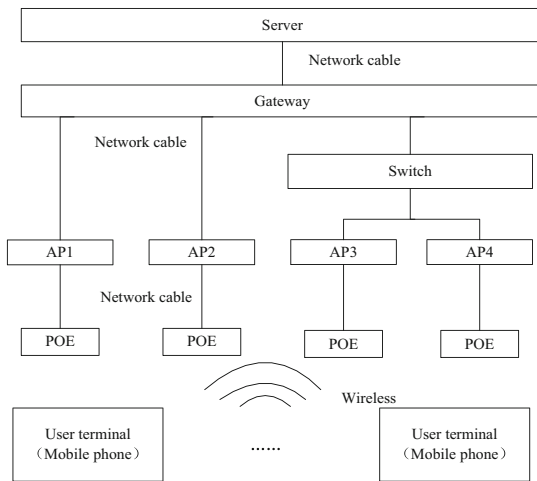 Server
Network cable
Gateway
Network cable
Switch
AP1
AP2
AP3
AP4
Network cable
POE
POE
POE
POE
Wireless
User terminal
（Mobile phone）
......
User terminal
（Mobile phone）